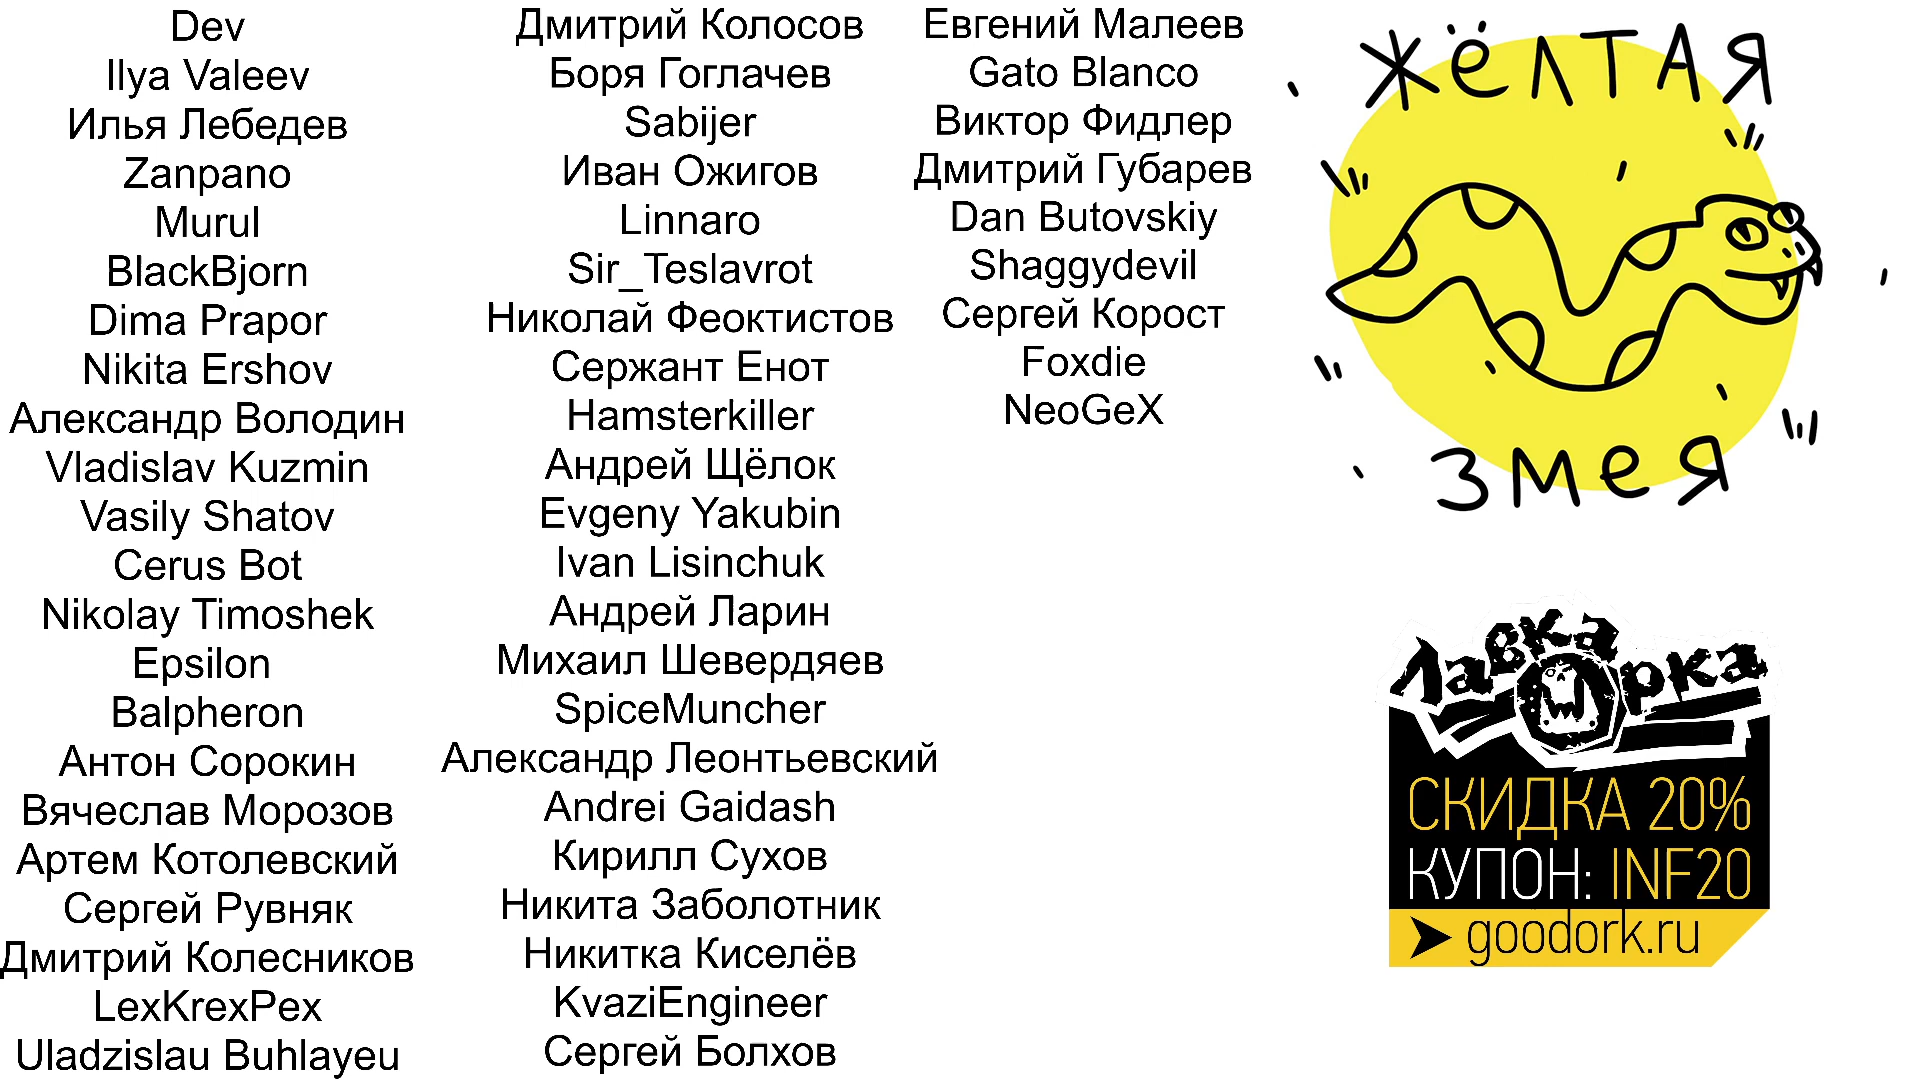 Dev
Ilya Valeev
Илья Лебедев
Zanpano
Murul
BlackBjorn
Dima Prapor
Nikita Ershov
Александр Володин
Vladislav Kuzmin
Vasily Shatov
Cerus Bot
Nikolay Timoshek
Epsilon
Balpheron
Антон Сорокин
Вячеслав Морозов
Артем Котолевский
Сергей Рувняк
Дмитрий Колесников
LexKrexPex
Uladzislau Buhlayeu
Дмитрий Колосов
Боря Гоглачев
Sabijer
Иван Ожигов
Linnaro
Sir_Teslavrot
Николай Феоктистов
Сержант Енот
Hamsterkiller
Андрей Щёлок
Evgeny Yakubin
Ivan Lisinchuk
Андрей Ларин
Михаил Шевердяев
SpiceMuncher
Александр Леонтьевский
Andrei Gaidash
Кирилл Сухов
Никита Заболотник
Никитка Киселёв
KvaziEngineer
Сергей Болхов
Евгений Малеев
Gato Blanco
Виктор Фидлер
Дмитрий Губарев
Dan Butovskiy
Shaggydevil
Сергей Корост
Foxdie
NeoGeX
ЖЁЛТАЯ
ЗМЕЯ
Лавка Орка
СКИДКА 20%
КУПОН: INF20
goodork.ru